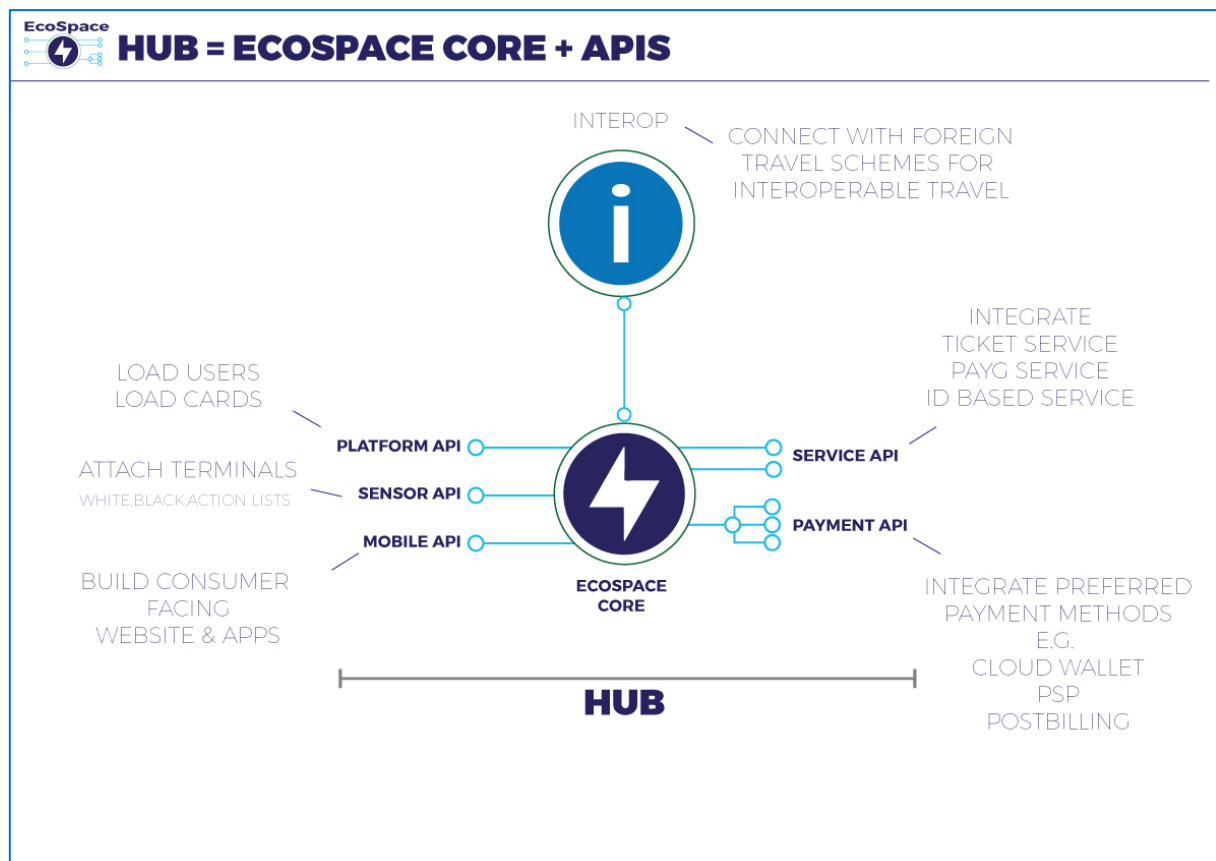 EcoSpace
HUB = ECOSPACE CORE + APIS
INTEROP
CONNECT WITH FOREIGN
TRAVEL SCHEMES FOR
INTEROPERABLE TRAVEL
i
LOAD USERS
LOAD CARDS
PLATFORM API
ATTACH TERMINALS
WHITE,BLACK,ACTION LISTS
SENSOR API
MOBILE API
BUILD CONSUMER
FACING
WEBSITE & APPS
ECOSPACE
CORE
INTEGRATE
TICKET SERVICE
PAYG SERVICE
ID BASED SERVICE
SERVICE API
PAYMENT API
INTEGRATE PREFERRED
PAYMENT METHODS
E.G.
CLOUD WALLET
PSP
POSTBILLING
HUB